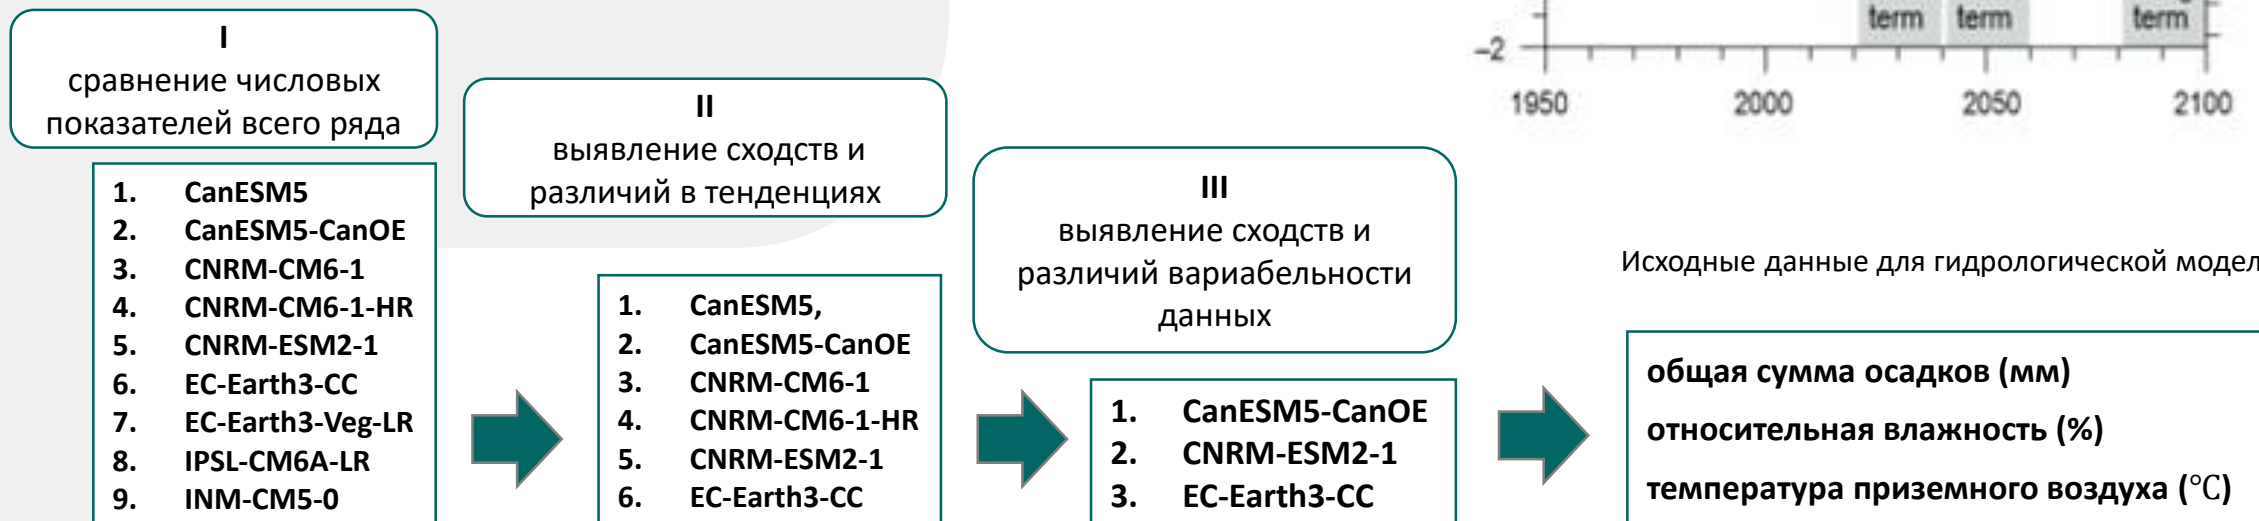 I
сравнение числовых
показателей всего ряда
1. CanESM5
2. CanESM5-CanOE
3. CNRM-CM6-1
4. CNRM-CM6-1-HR
5. CNRM-ESM2-1
6. EC-Earth3-CC
7. EC-Earth3-Veg-LR
8. IPSL-CM6A-LR
9. INM-CM5-0
II
выявление сходств и
различий в тенденциях
1. CanESM5,
2. CanESM5-CanOE
3. CNRM-CM6-1
4. CNRM-CM6-1-HR
5. CNRM-ESM2-1
6. EC-Earth3-CC
III
выявление сходств и
различий вариабельности
данных
1. CanESM5-CanOE
2. CNRM-ESM2-1
3. EC-Earth3-CC
term term term
−2
1950 2000 2050 2100
Исходные данные для гидрологической
общая сумма осадков (мм)
относительная влажность (%)
температура приземного воздуха (°C)